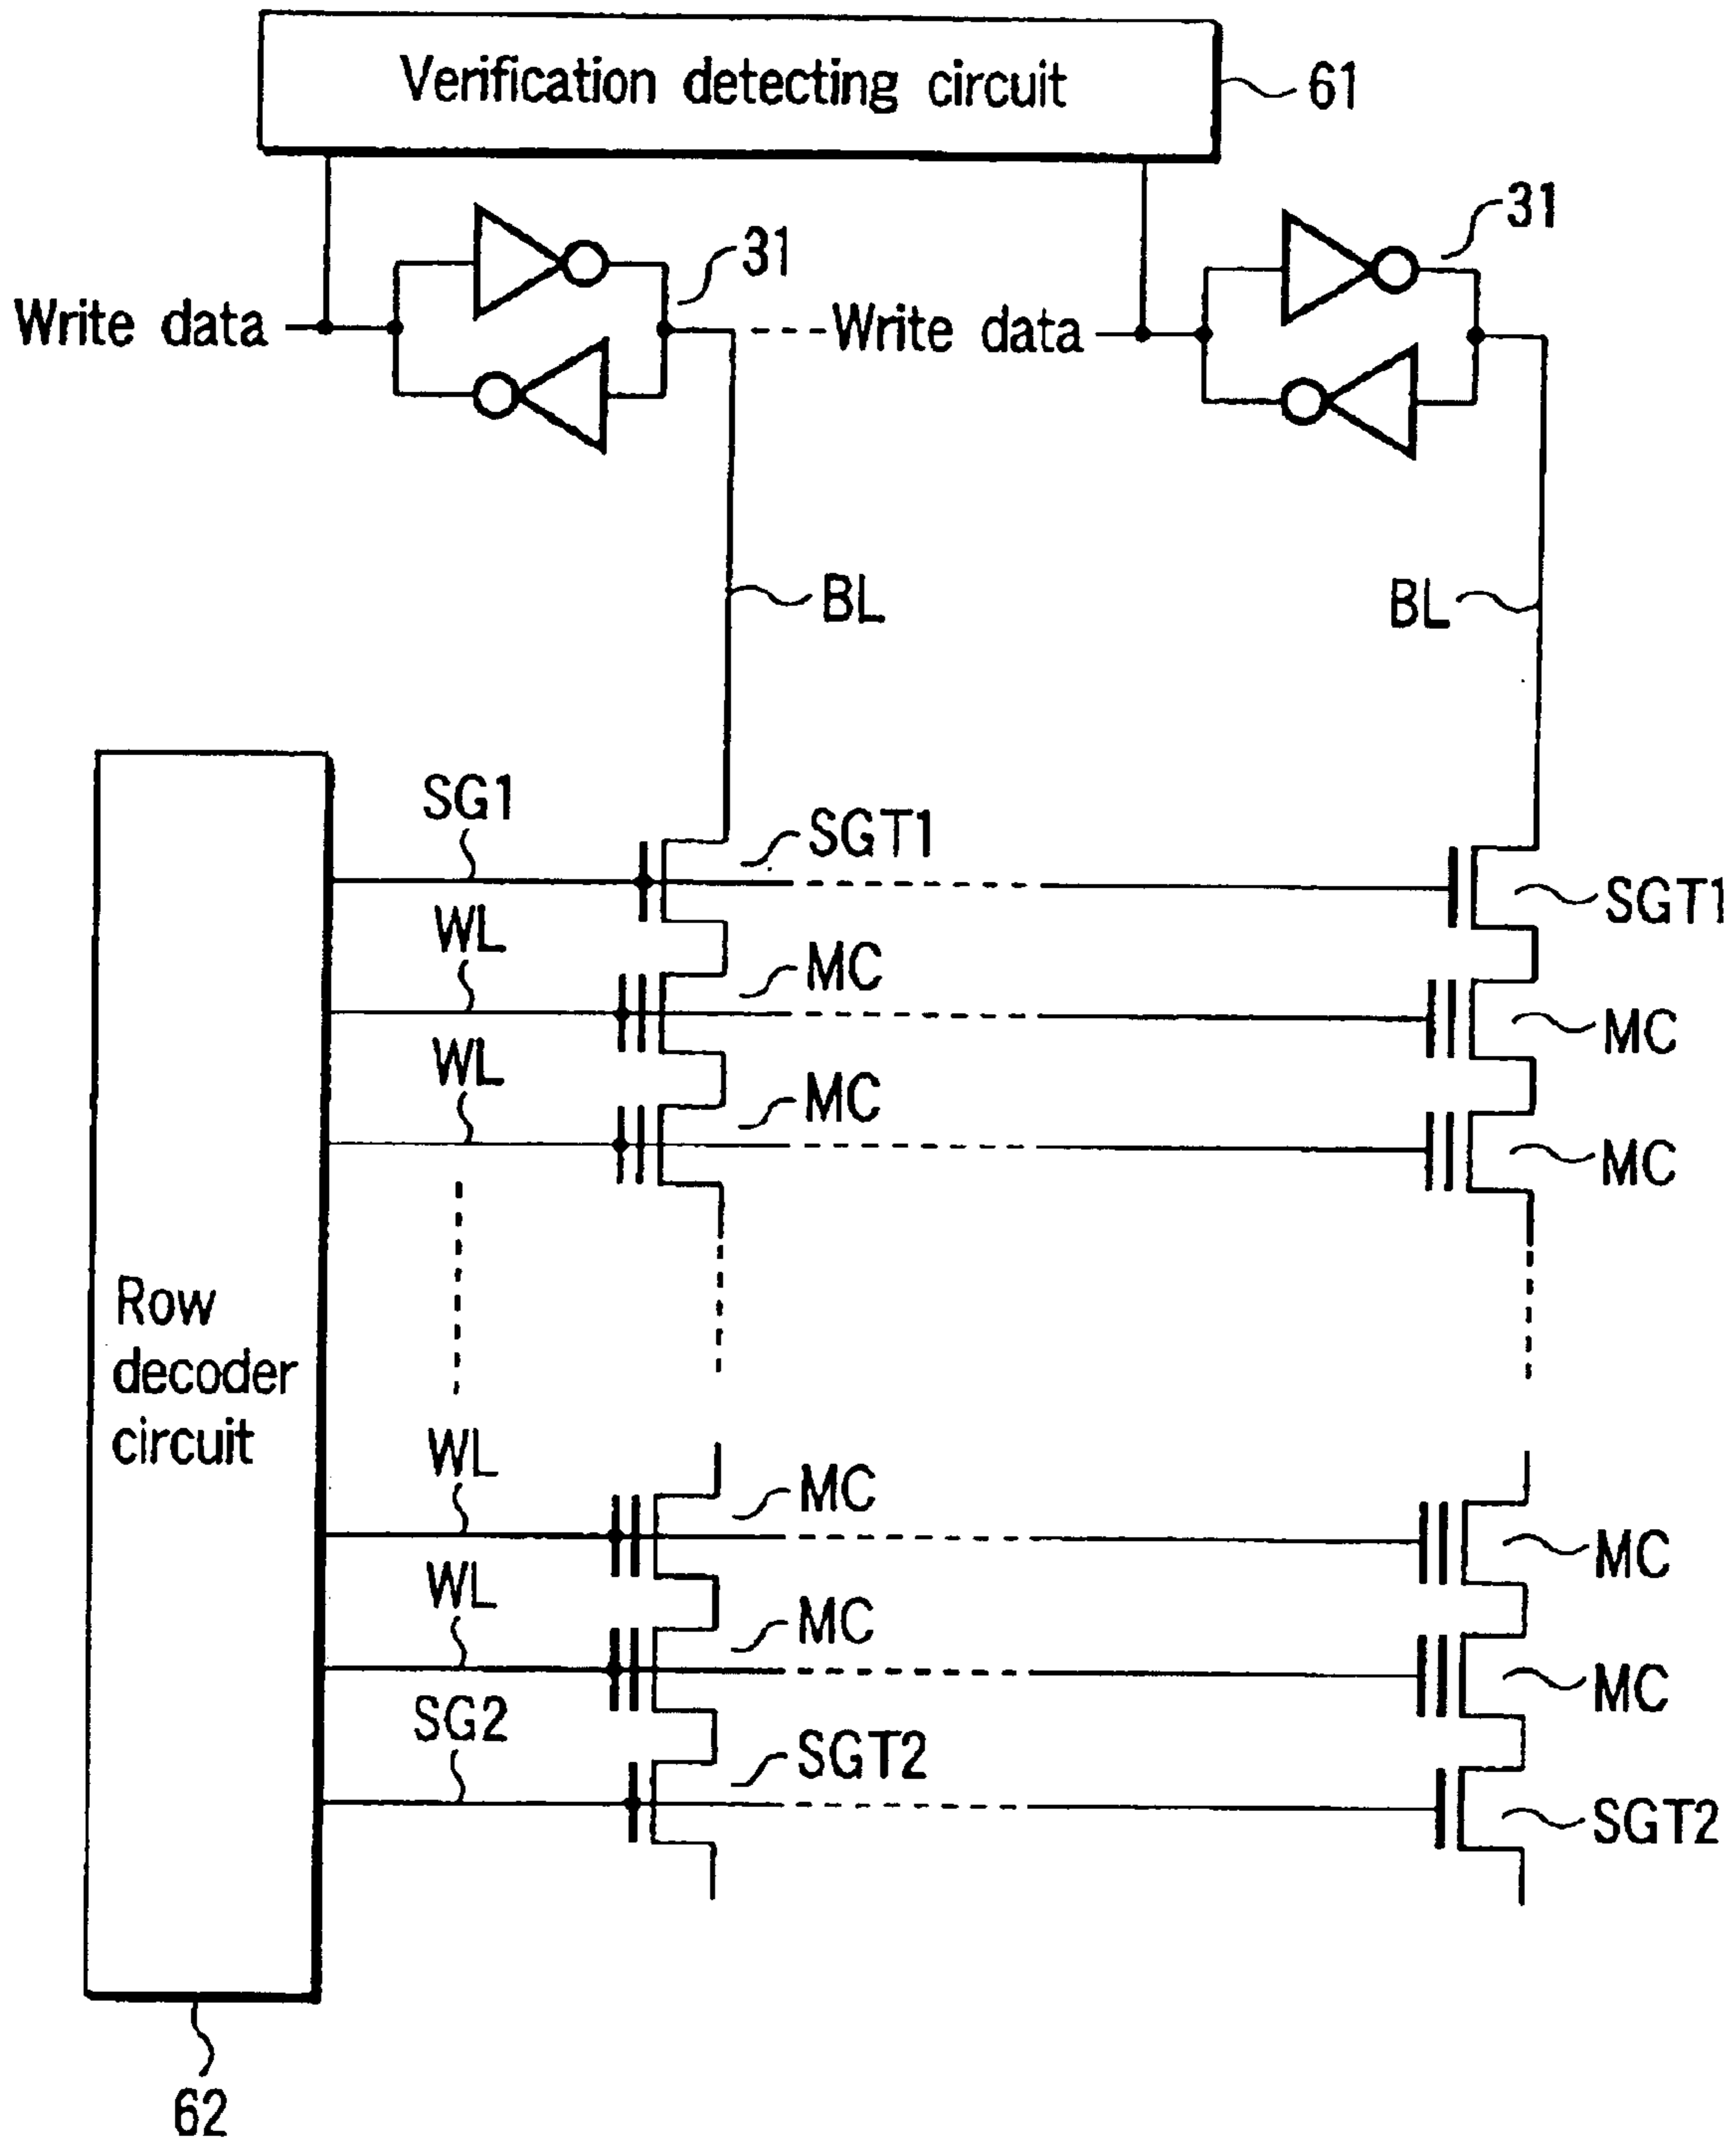 Verification detecting circuit
61
31
31
Write data
Write data
BL
BL
SG1
SGT1
SGT1
WL
MC
MC
WL
MC
MC
Row
decoder
circuit
WL
MC
MC
WL
MC
MC
SG2
SGT2
SGT2
62